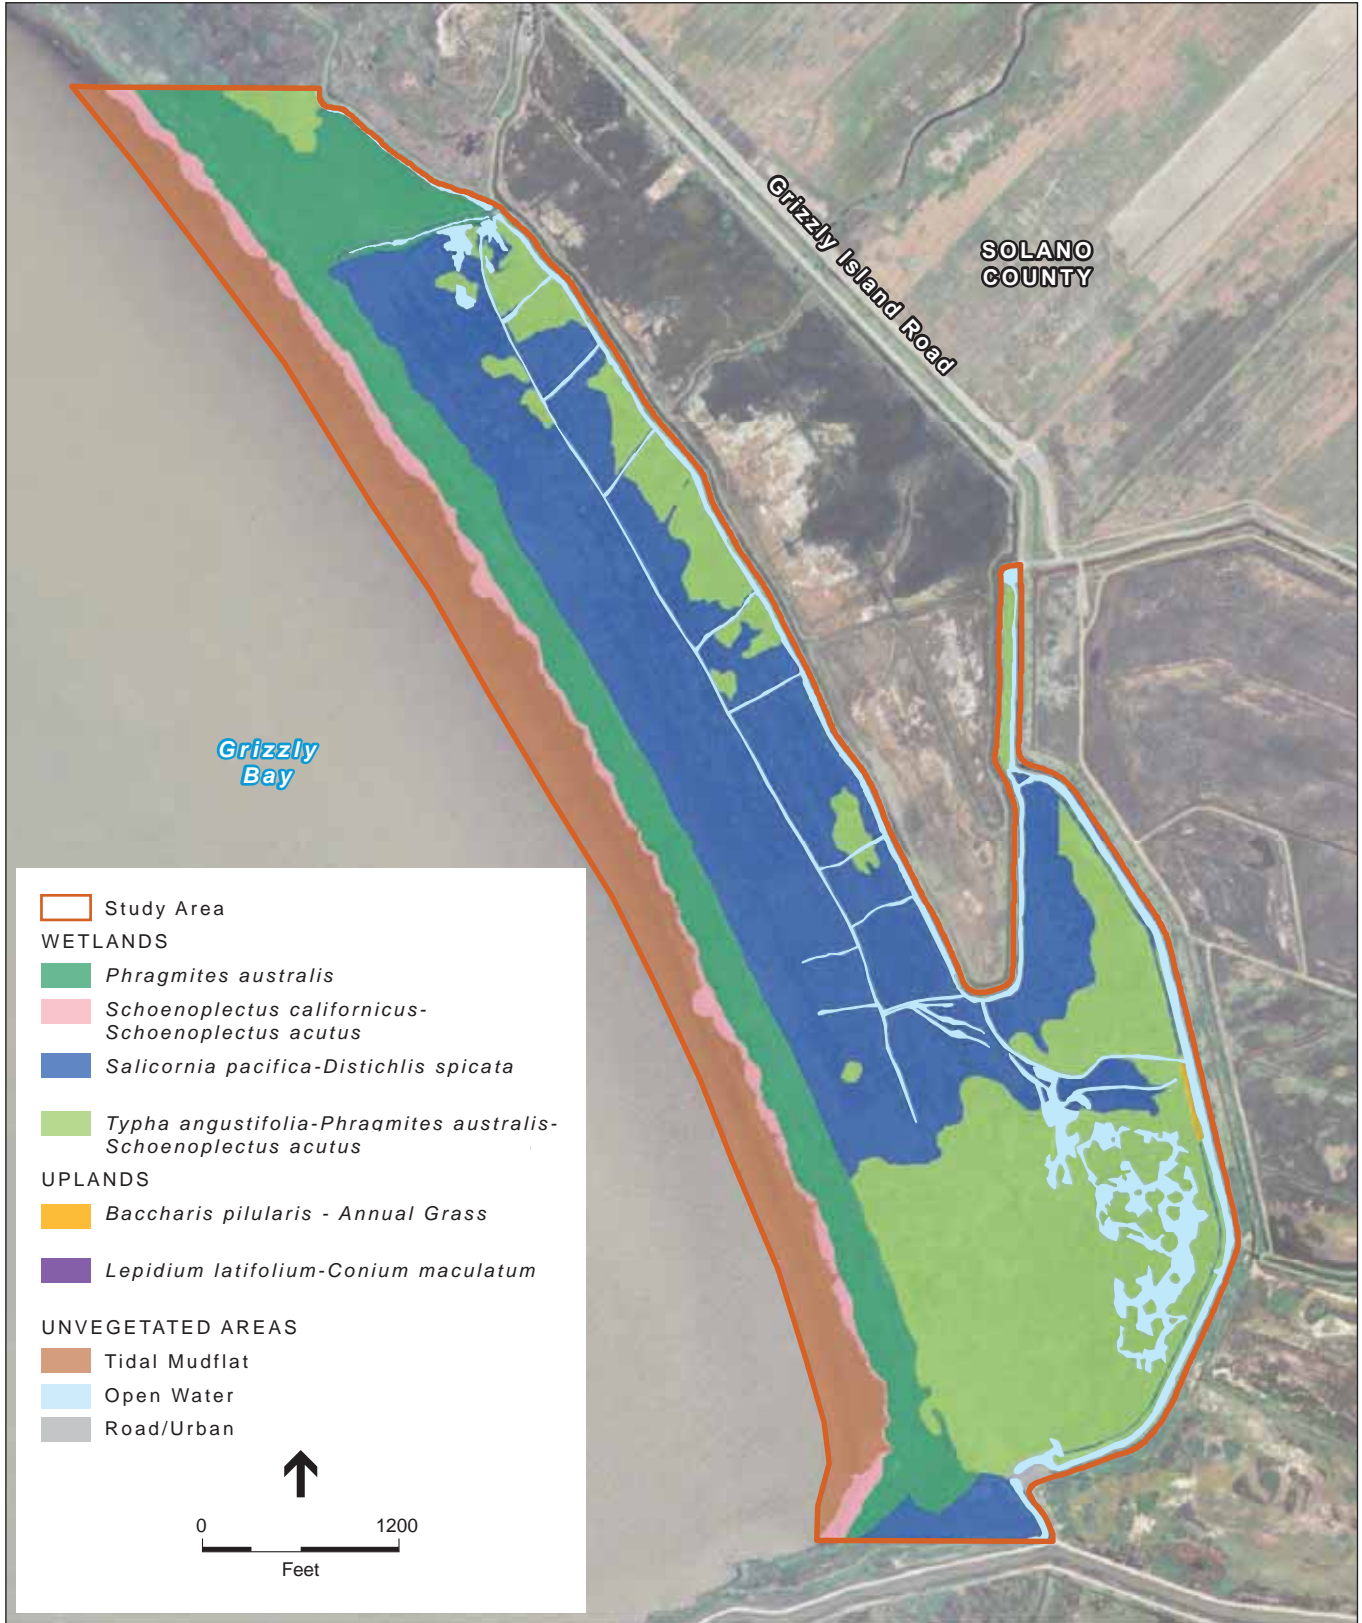 Grizzly Island Road
SOLANO
COUNTY
Grizzly
Bay
Study Area
WETLANDS
Phragmites australis
Schoenoplectus californicus-
Schoenoplectus acutus
Salicornia pacifica-Distichlis spicata
Typha angustifolia-Phragmites australis-
Schoenoplectus acutus
UPLANDS
Baccharis pilularis - Annual Grass
Lepidium latifolium-Conium maculatum
UNVEGETATED AREAS
Tidal Mudflat
Open Water
Road/Urban
0 1200
Feet